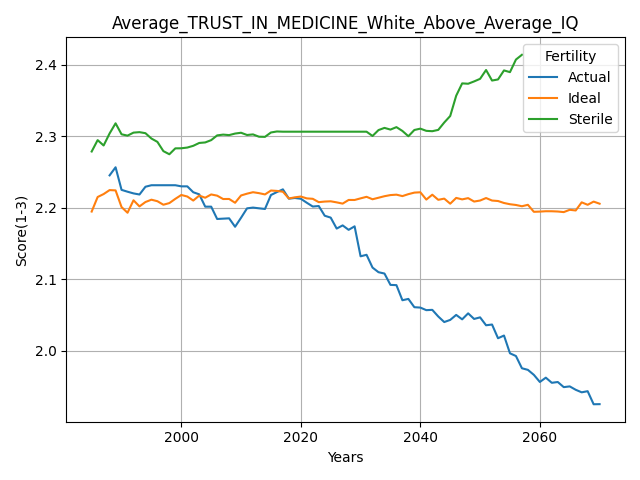 Average_TRUST_IN_MEDICINE_White_Above_Average_IQ
Fertility
Actual
Ideal
Sterile
Score(1-3)
2.4
2.3
2.2
2.1
2.0
2000
2020
2040
2060
Years